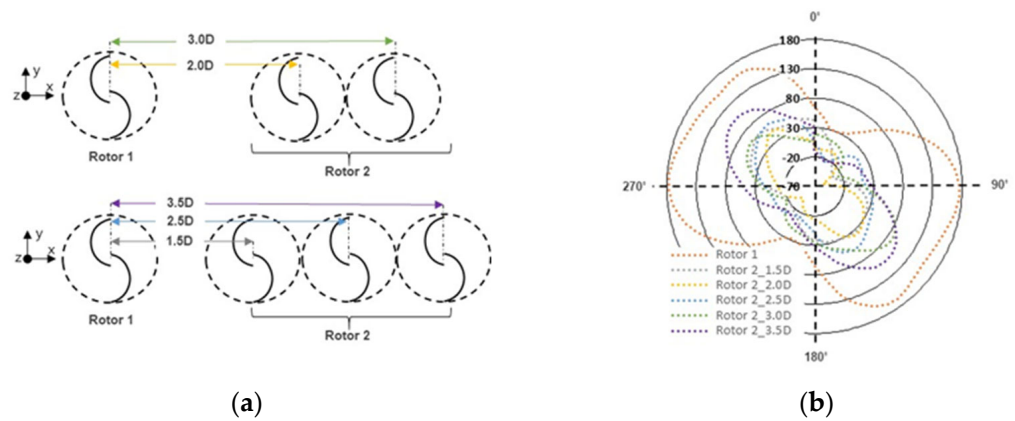 3.0D
2.0D
y
x
z
Rotor 1
Rotor 2
3.5D
2.5D
1.5D
y
x
z
Rotor 1
Rotor 2
(a)
0'
180
130
80
30
-20
-70
270'
90'
Rotor 1
Rotor 2_1.5D
Rotor 2_2.0D
Rotor 2_2.5D
Rotor 2_3.0D
Rotor 2_3.5D
180'
(b)